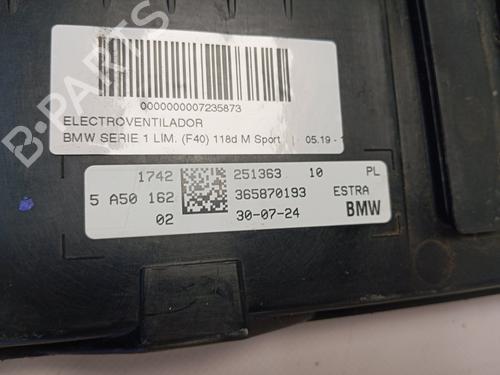 B-PARTS
0000000007235873
ELECTROVENTILADOR
BMW SERIE 1 LIM. (F40) 118d M Sport | 05.19 -
1742 251363 10 PL
5 A50 162 365870193 ESTRA
02 30-07-24 BMW